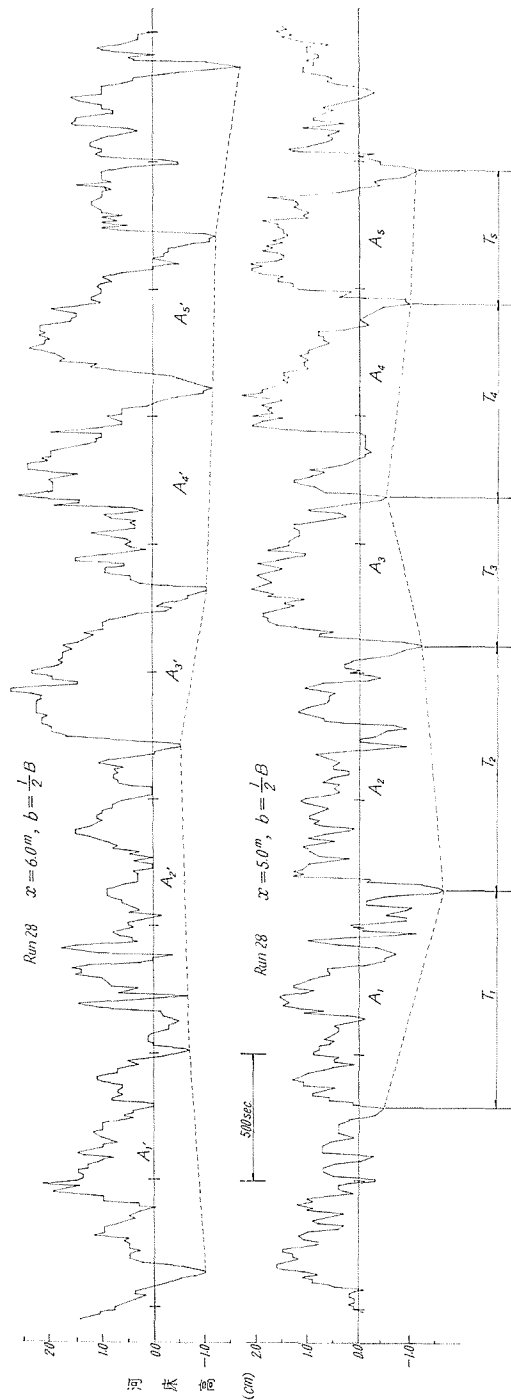 Run 28 x = 6.0ᵐ, b = ½B
2.0
1.0
0.0
-1.0
A₁′
A₂′
A₃′
A₄′
A₅′
500sec.
河床高
(cm)
Run 28 x = 5.0ᵐ, b = ½B
2.0
1.0
0.0
-1.0
A₁
A₂
A₃
A₄
A₅
T₁
T₂
T₃
T₄
T₅